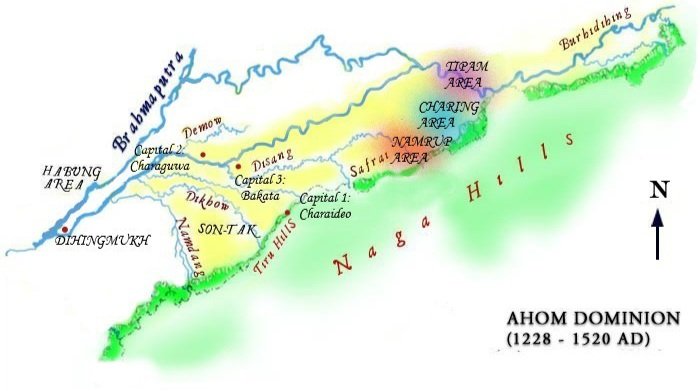 Burhidihing
TIPAM
AREA
Brahmaputra
CHARING
AREA
Demow
NAMRUP
AREA
Capital 2:
Charaguwa
Disang
Safrai
HABUNG
AREA
Capital 3:
Bakata
Capital 1:
Charaideo
Dikhow
SON-TAK
DIHINGMUKH
Namdang
Tiru Hills
Naga Hills
N
AHOM DOMINION
(1228 - 1520 AD)